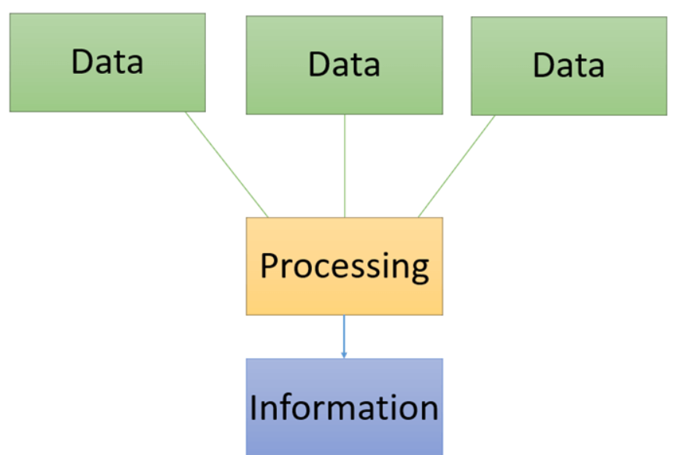 Data
Data
Data
Processing
Information